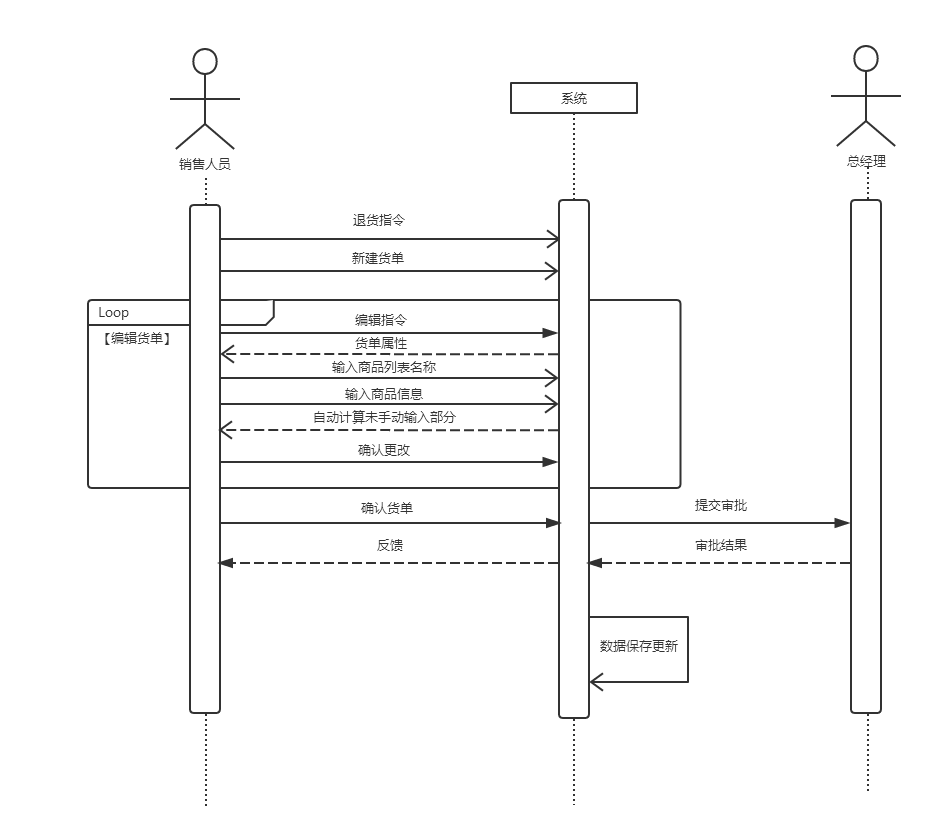 系统
销售人员
总经理
退货指令
新建货单
Loop
【编辑货单】
编辑指令
货单属性
输入商品列表名称
输入商品信息
自动计算未手动输入部分
确认更改
确认货单
提交审批
反馈
审批结果
数据保存更新